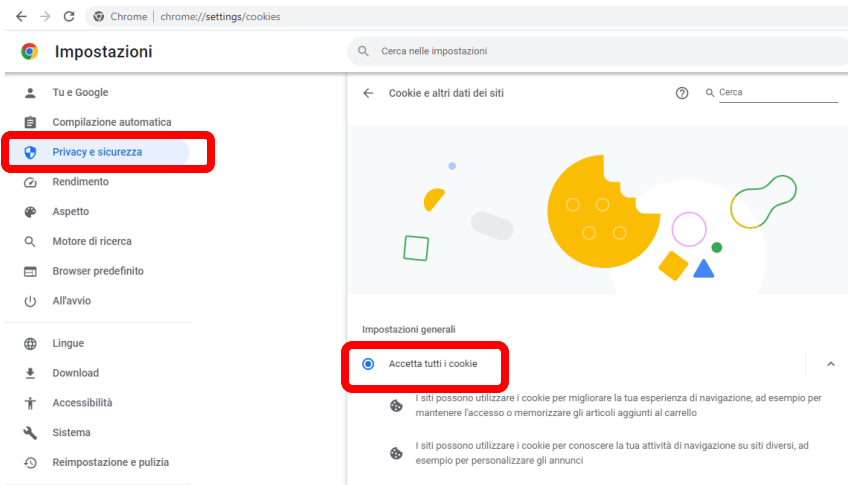 Chrome | chrome://settings/cookies
Impostazioni
Cerca nelle impostazioni
Tu e Google
Compilazione automatica
Privacy e sicurezza
Rendimento
Aspetto
Motore di ricerca
Browser predefinito
All'avvio
Lingue
Download
Accessibilità
Sistema
Reimpostazione e pulizia
Cookie e altri dati dei siti
Cerca
Impostazioni generali
Accetta tutti i cookie
I siti possono utilizzare i cookie per migliorare la tua esperienza di navigazione, ad esempio per
mantenere l'accesso o memorizzare gli articoli aggiunti al carrello
I siti possono utilizzare i cookie per conoscere la tua attività di navigazione su siti diversi, ad
esempio per personalizzare gli annunci